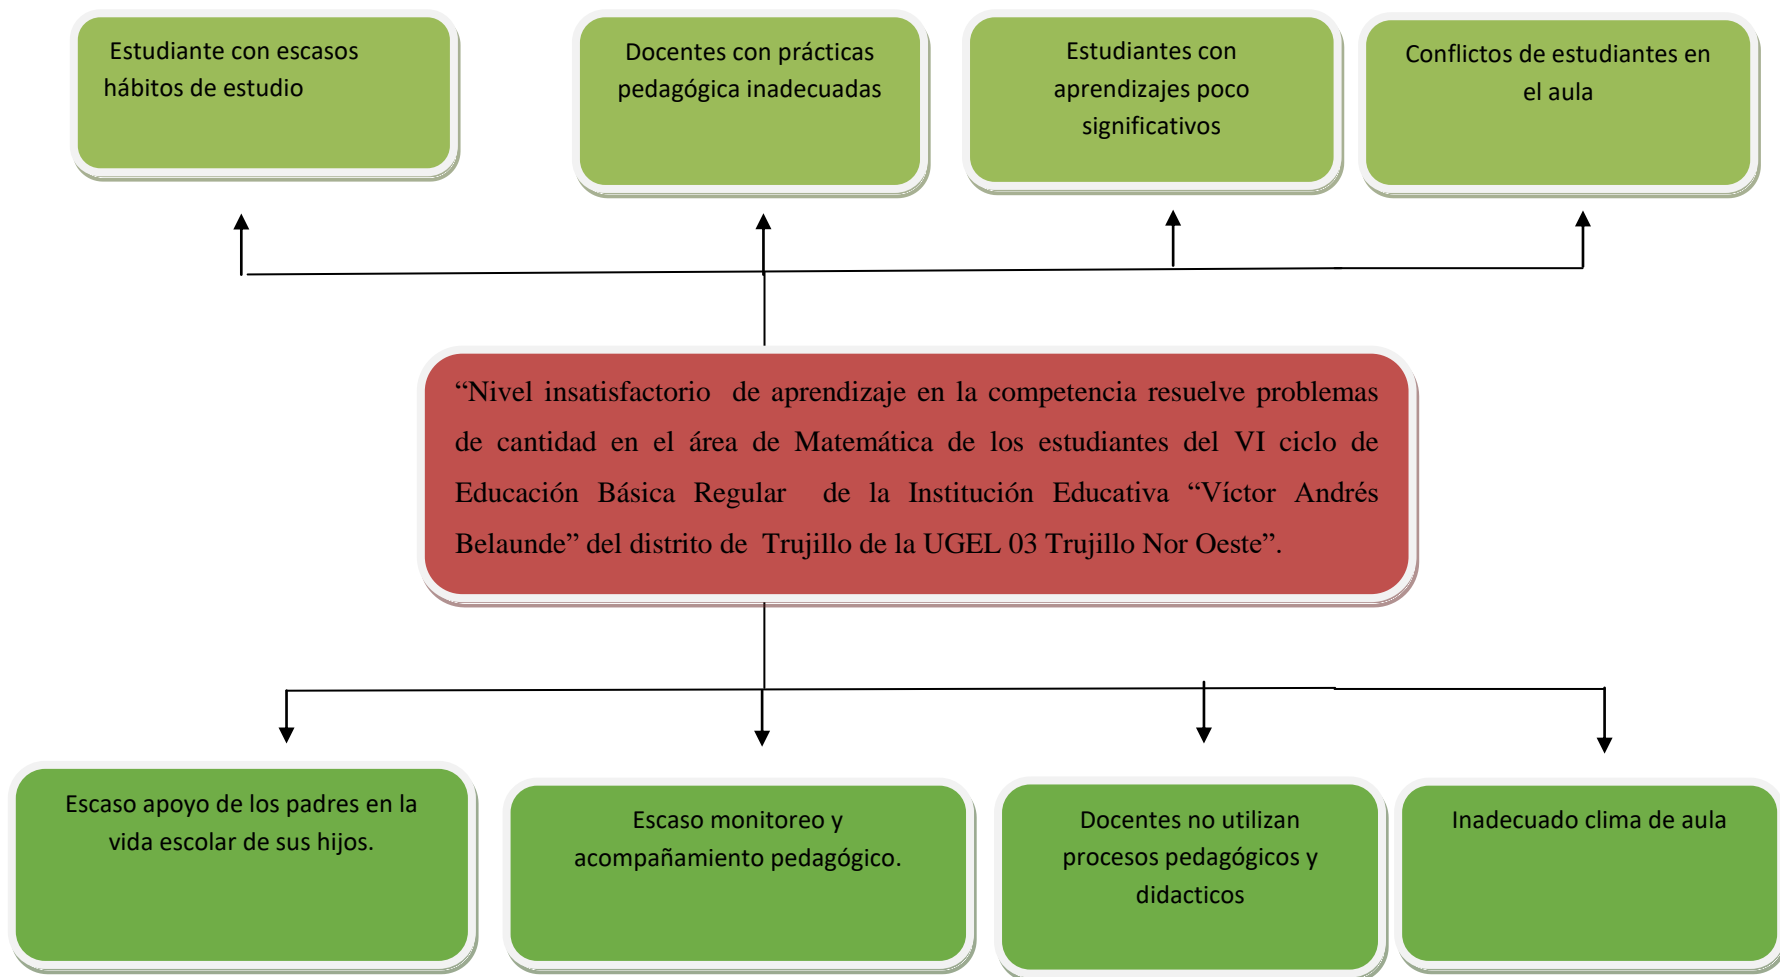 Estudiante con escasos
hábitos de estudio
Docentes con prácticas
pedagógica inadecuadas
Estudiantes con
aprendizajes poco
significativos
Conflictos de estudiantes en
el aula
“Nivel insatisfactorio de aprendizaje en la competencia resuelve problemas
de cantidad en el área de Matemática de los estudiantes del VI ciclo de
Educación Básica Regular de la Institución Educativa “Víctor Andrés
Belaunde” del distrito de Trujillo de la UGEL 03 Trujillo Nor Oeste”.
Escaso apoyo de los padres en la
vida escolar de sus hijos.
Escaso monitoreo y
acompañamiento pedagógico.
Docentes no utilizan
procesos pedagógicos y
didacticos
Inadecuado clima de aula